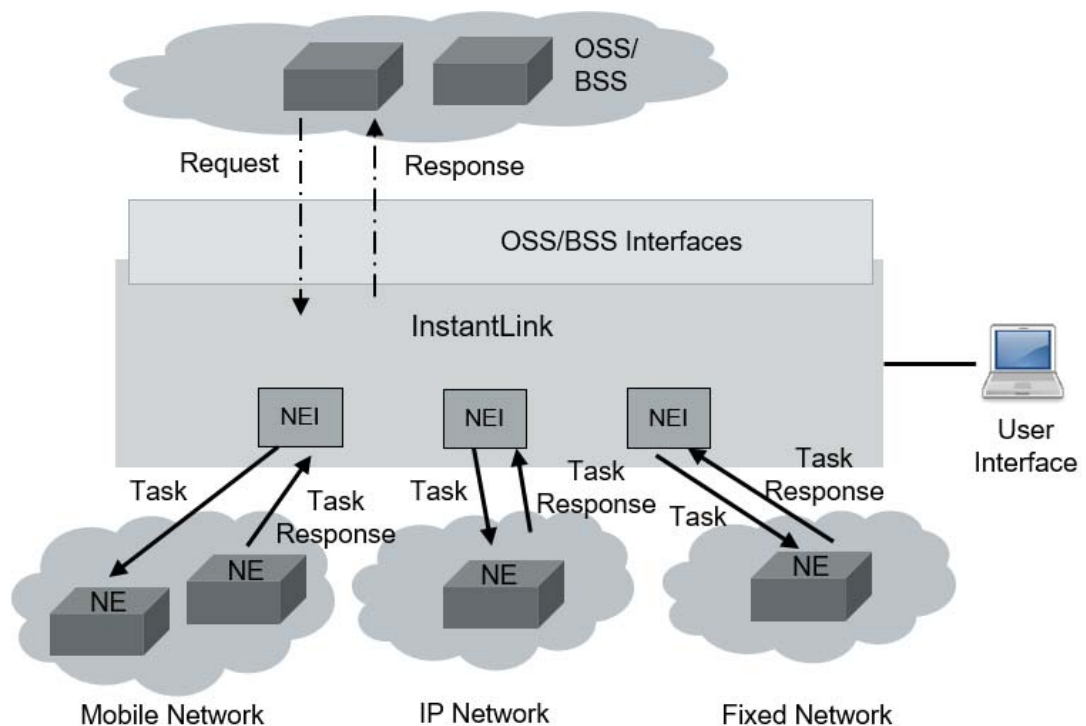 OSS/
BSS
Request
Response
OSS/BSS Interfaces
InstantLink
NEI
NEI
NEI
User
Interface
Task
Task
Response
Task
Task
Response
Task
Task
Response
NE
NE
NE
NE
Mobile Network
IP Network
Fixed Network